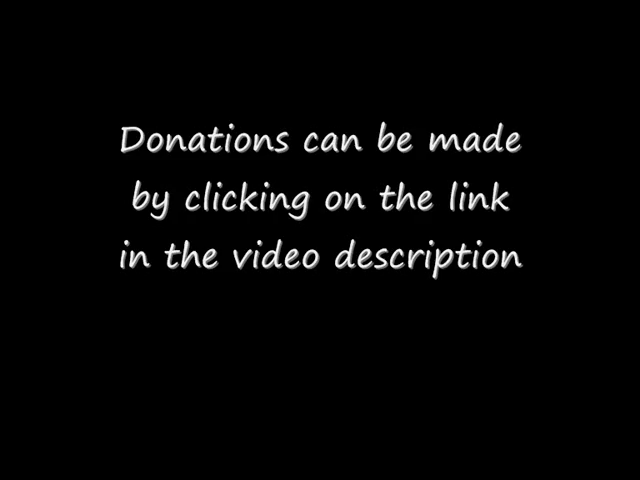 Donations can be made
by clicking on the link
in the video description